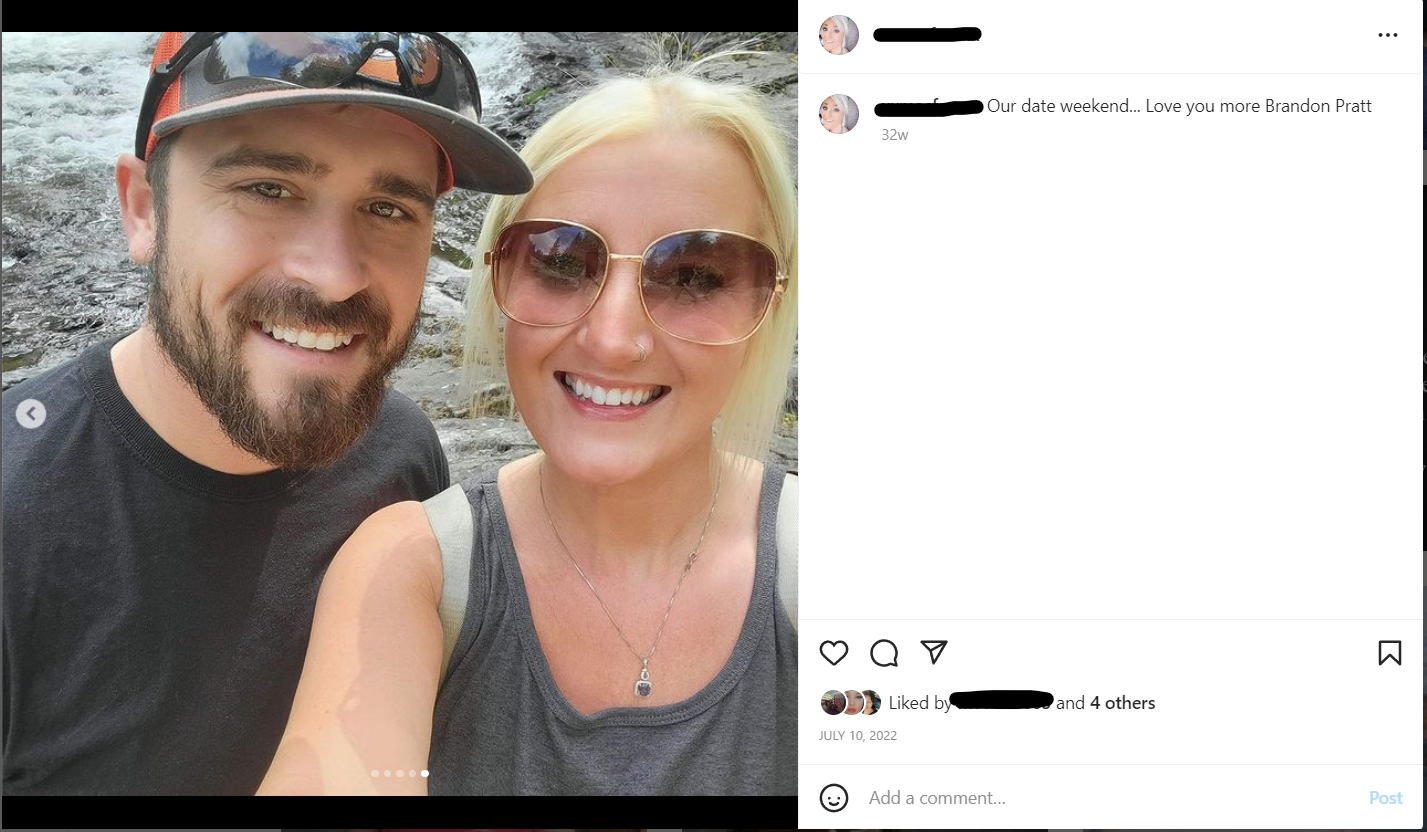 Our date weekend... Love you more Brandon Pratt
32w
Liked by and 4 others
JULY 10, 2022
Add a comment...
Post